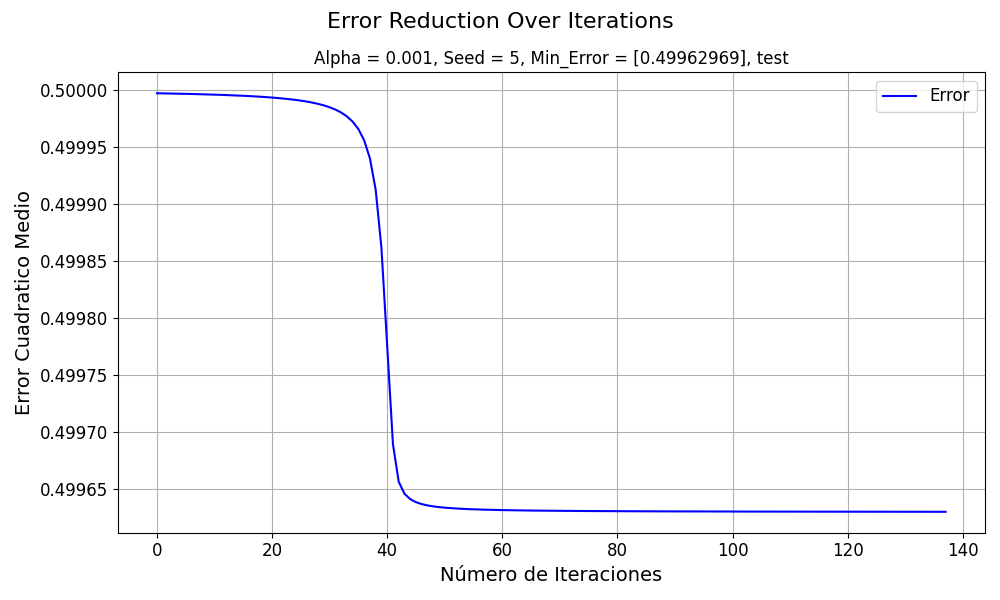 Error Reduction Over Iterations
Alpha = 0.001, Seed = 5, Min_Error = [0.49962969], test
Error
0.50000
0.49995
0.49990
0.49985
0.49980
0.49975
0.49970
0.49965
Error Cuadratico Medio
0 20 40 60 80 100 120 140
Número de Iteraciones